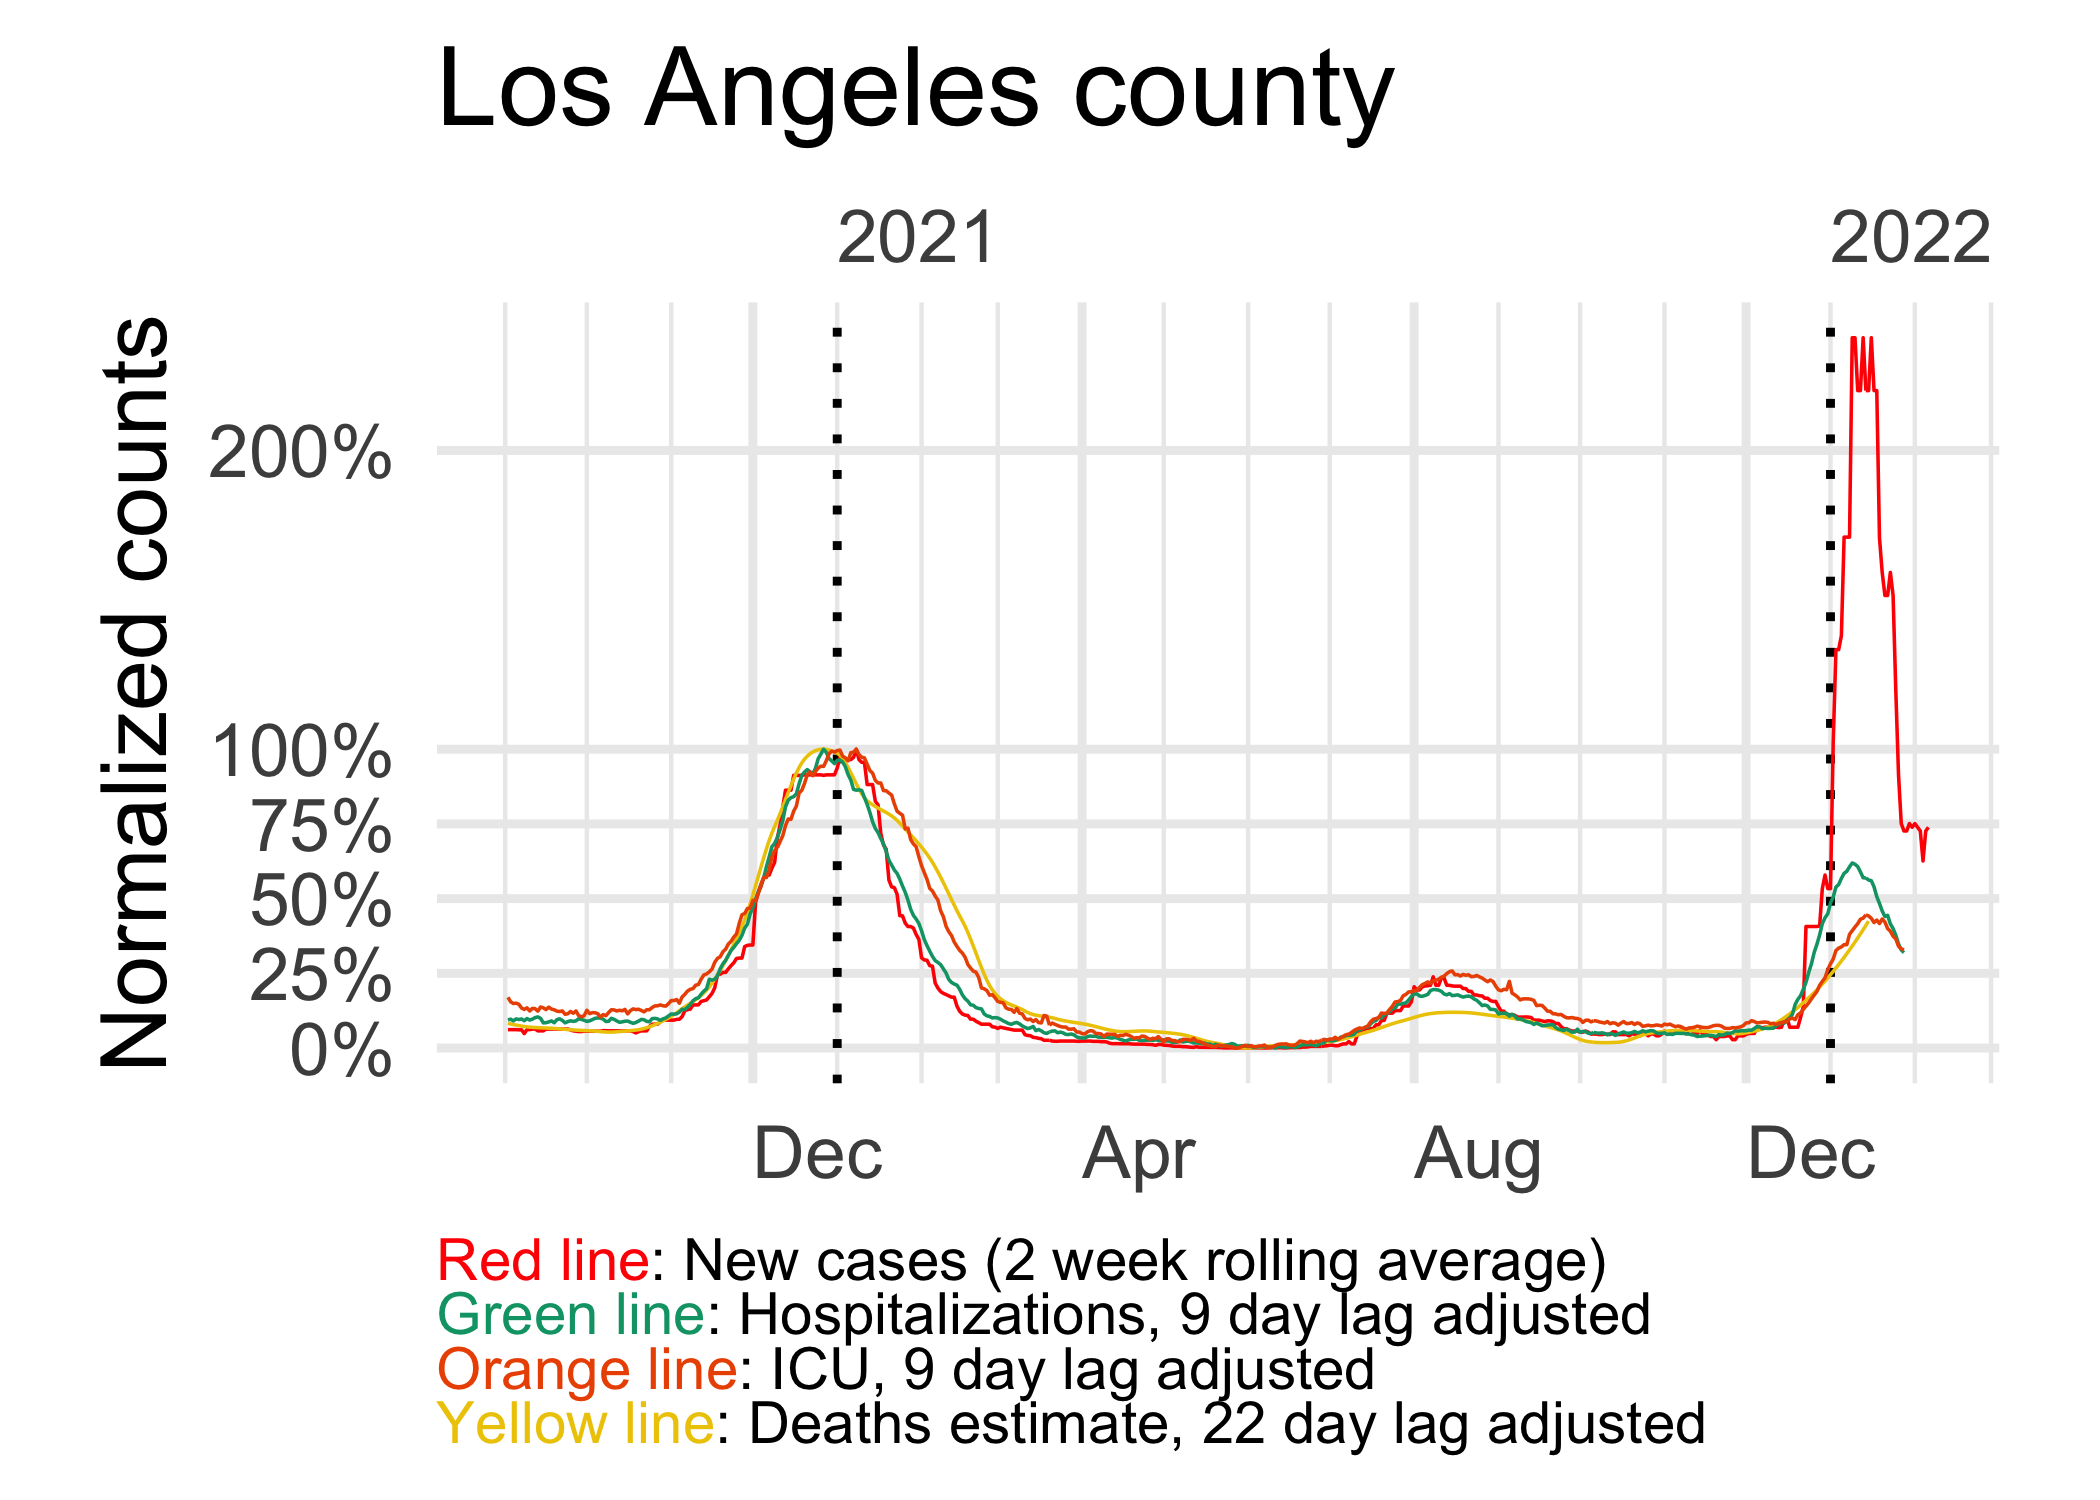 Los Angeles county
2021 2022
Normalized counts
200%
100%
75%
50%
25%
0%
Dec Apr Aug Dec
Red line: New cases (2 week rolling average)
Green line: Hospitalizations, 9 day lag adjusted
Orange line: ICU, 9 day lag adjusted
Yellow line: Deaths estimate, 22 day lag adjusted